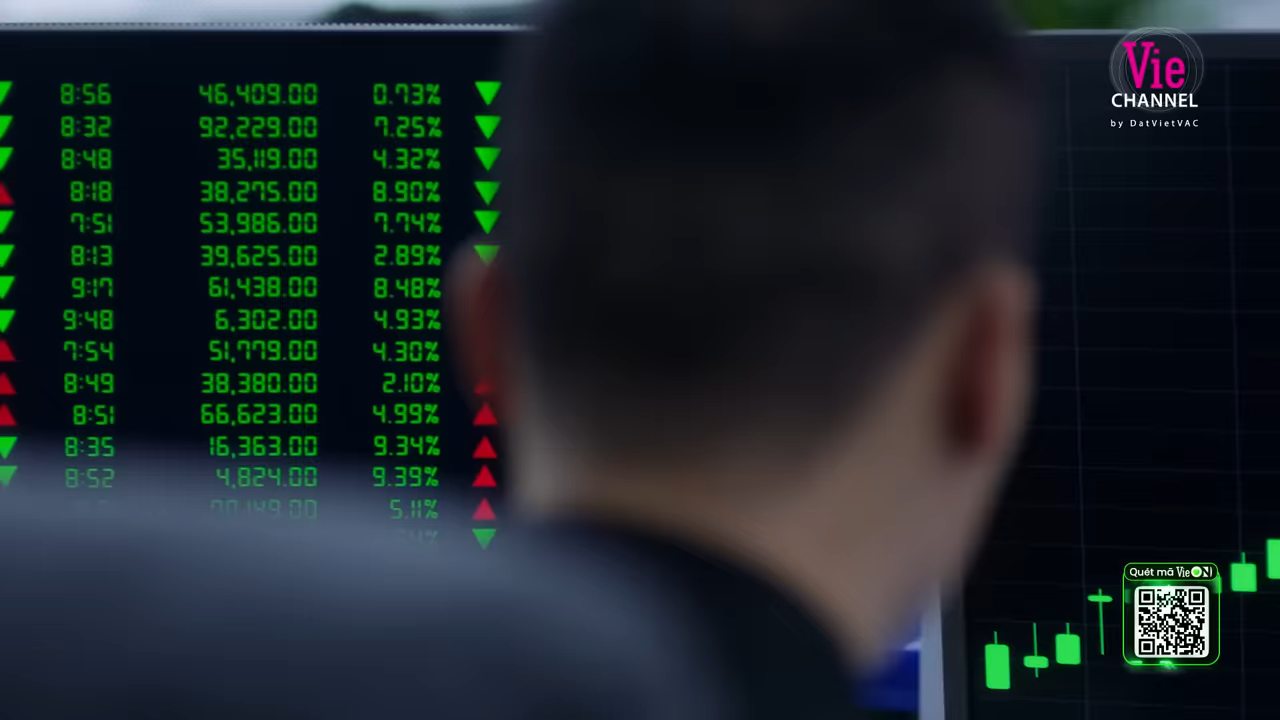 Vie
CHANNEL
by DatVietVAC
8:56 46,409.00 0.73%
8:32 92,229.00 7.25%
8:48 35,119.00 4.32%
8:18 38,275.00 8.90%
7:51 53,986.00 7.74%
8:13 39,625.00 2.89%
9:17 61,438.00 8.48%
9:48 6,302.00 4.93%
7:54 51,779.00 4.30%
8:49 38,380.00 2.10%
8:51 66,623.00 4.99%
8:35 16,363.00 9.34%
8:52 4,824.00 9.39%
5.11%
Quét mã VieON